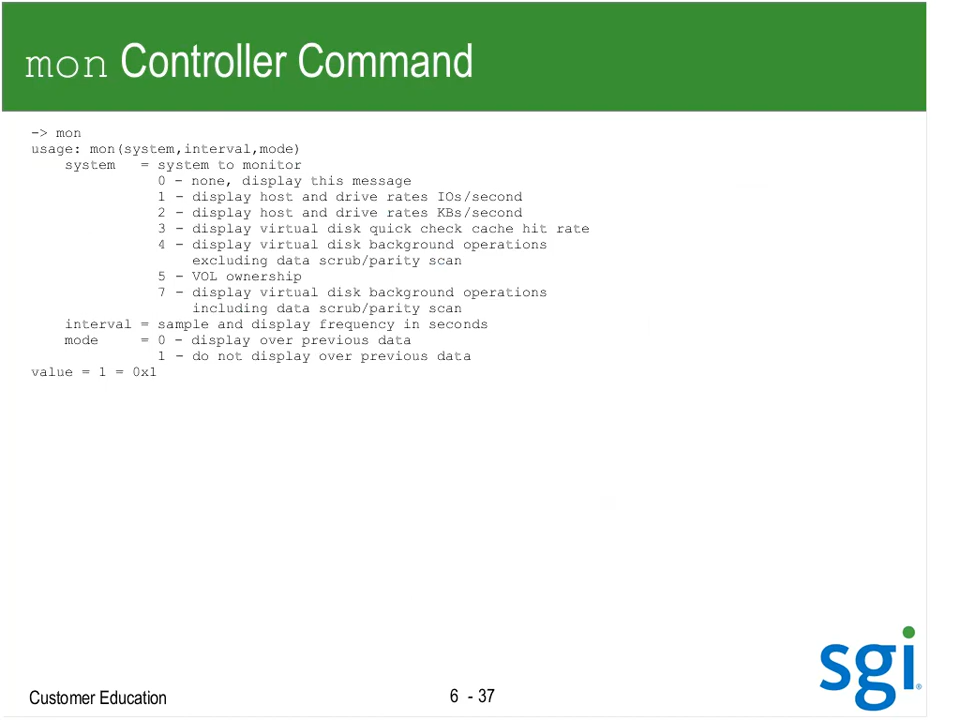 mon Controller Command
-> mon
usage: mon(system,interval,mode)
    system   = system to monitor
               0 - none, display this message
               1 - display host and drive rates IOs/second
               2 - display host and drive rates KBs/second
               3 - display virtual disk quick check cache hit rate
               4 - display virtual disk background operations
                   excluding data scrub/parity scan
               5 - VOL ownership
               7 - display virtual disk background operations
                   including data scrub/parity scan
    interval = sample and display frequency in seconds
    mode     = 0 - display over previous data
               1 - do not display over previous data
value = 1 = 0x1
sgi®
Customer Education
6 - 37